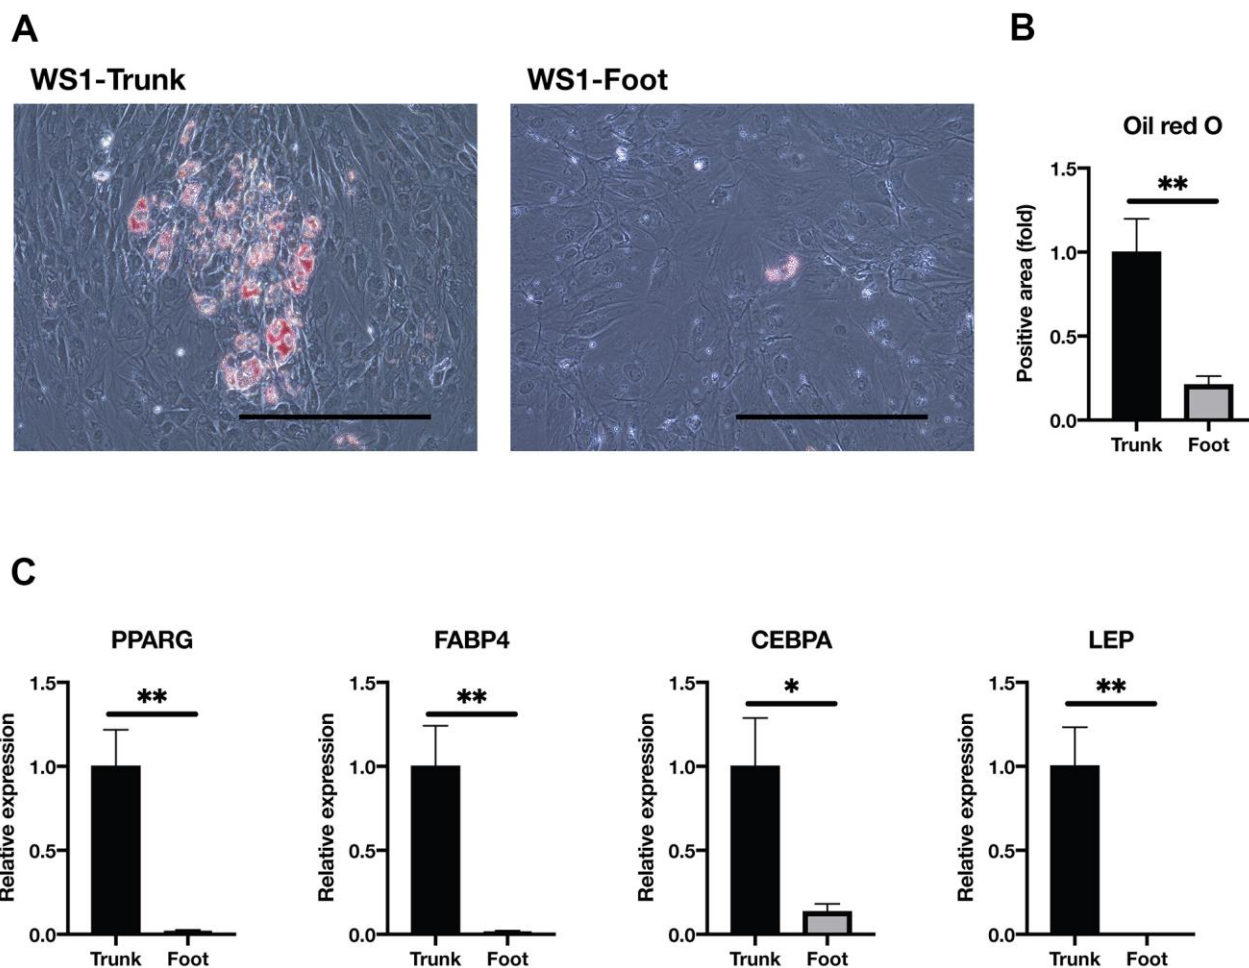 A
WS1-Trunk
WS1-Foot
B
Oil red O
**
Positive area (fold)
1.5
1.0
0.5
0.0
Trunk Foot
C
PPARG
**
Relative expression
1.5
1.0
0.5
0.0
Trunk Foot
FABP4
**
Relative expression
1.5
1.0
0.5
0.0
Trunk Foot
CEBPA
*
Relative expression
1.5
1.0
0.5
0.0
Trunk Foot
LEP
**
Relative expression
1.5
1.0
0.5
0.0
Trunk Foot